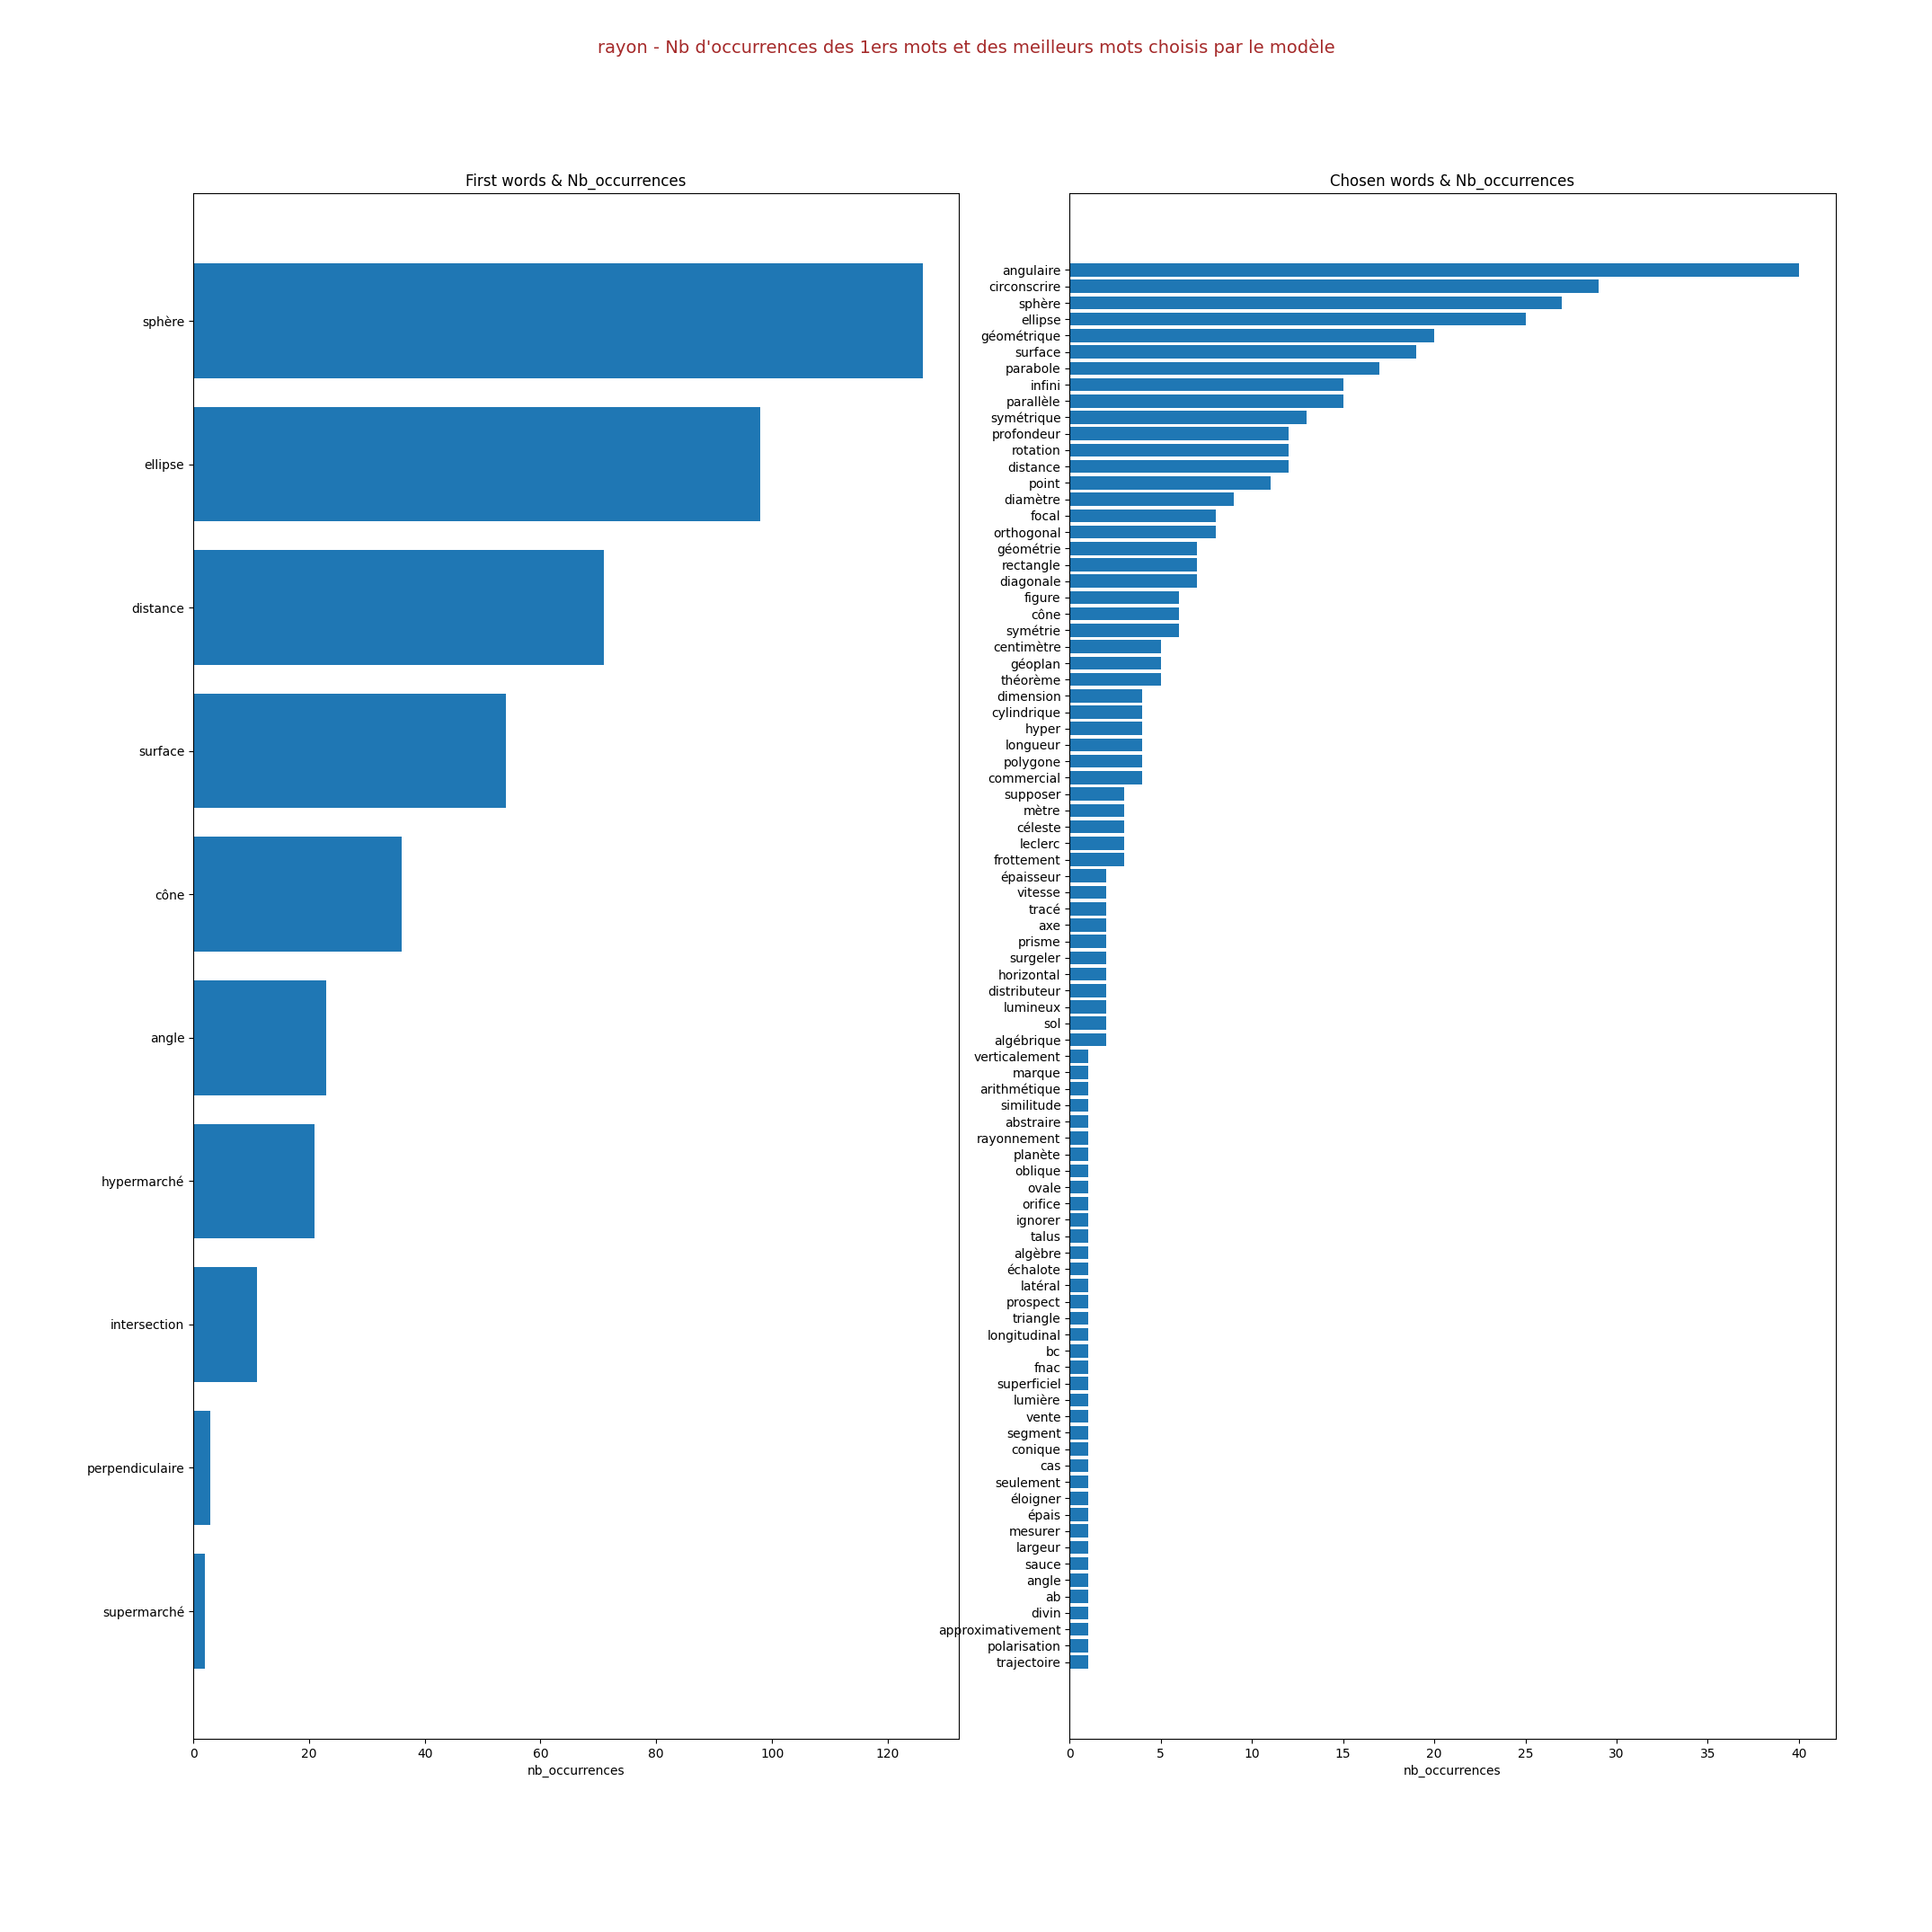 rayon - Nb d'occurrences des 1ers mots et des meilleurs mots choisis par le modèle
First words & Nb_occurrences
sphère
ellipse
distance
surface
cône
angle
hypermarché
intersection
perpendiculaire
supermarché
0 20 40 60 80 100 120
nb_occurrences
Chosen words & Nb_occurrences
angulaire
circonscrire
sphère
ellipse
géométrique
surface
parabole
infini
parallèle
symétrique
profondeur
rotation
distance
point
diamètre
focal
orthogonal
géométrie
rectangle
diagonale
figure
cône
symétrie
centimètre
géoplan
théorème
dimension
cylindrique
hyper
longueur
polygone
commercial
supposer
mètre
céleste
leclerc
frottement
épaisseur
vitesse
tracé
axe
prisme
surgeler
horizontal
distributeur
lumineux
sol
algébrique
verticalement
marque
arithmétique
similitude
abstraire
rayonnement
planète
oblique
ovale
orifice
ignorer
talus
algèbre
échalote
latéral
prospect
triangle
longitudinal
bc
fnac
superficiel
lumière
vente
segment
conique
cas
seulement
éloigner
épais
mesurer
largeur
sauce
angle
ab
divin
approximativement
polarisation
trajectoire
0 5 10 15 20 25 30 35 40
nb_occurrences